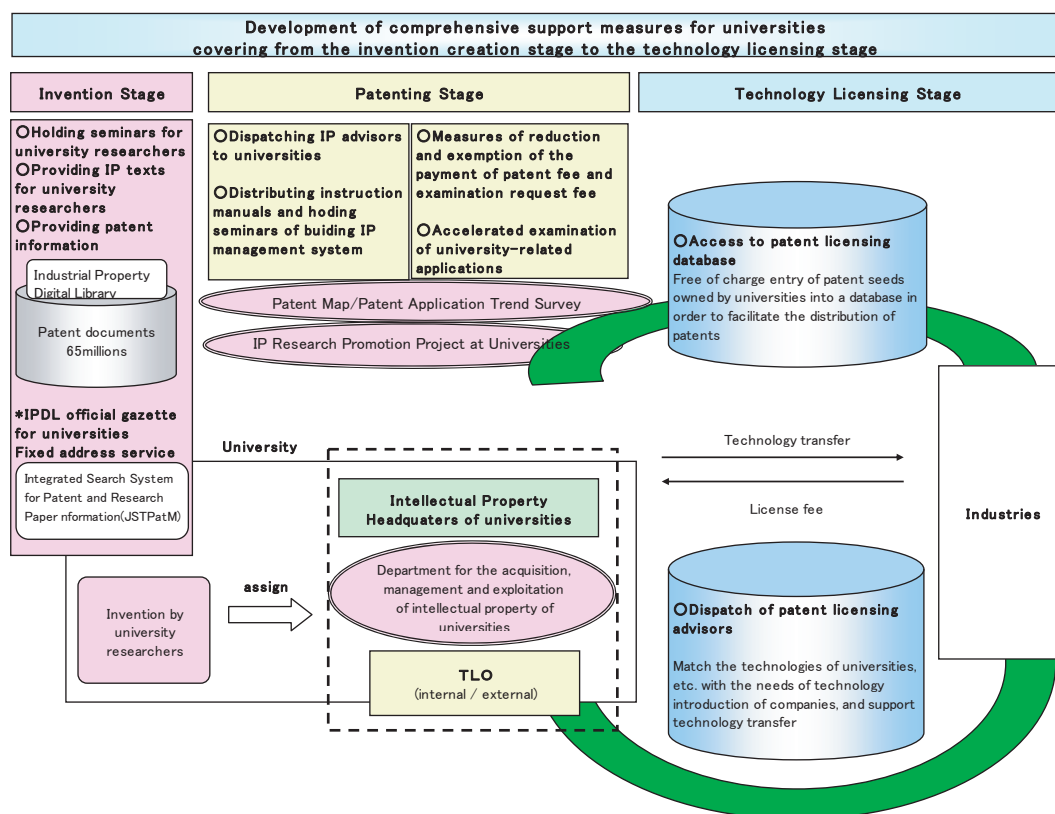 Development of comprehensive support measures for universities
covering from the invention creation stage to the technology licensing stage
Invention Stage
Patenting Stage
Technology Licensing Stage
○Holding seminars for
university researchers
○Providing IP texts
for university
researchers
○Providing patent
information
Industrial Property
Digital Library
Patent documents
65millions
*IPDL official gazette
for universities
Fixed address service
Integrated Search System
for Patent and Research
Paper nformation(JSTPatM)
○Dispatching IP advisors
to universities
○Distributing instruction
manuals and hoding
seminars of buiding IP
management system
○Measures of reduction
and exemption of the
payment of patent fee and
examination request fee
○Accelerated examination
of university-related
applications
Patent Map/Patent Application Trend Survey
IP Research Promotion Project at Universities
○Access to patent licensing
database
Free of charge entry of patent seeds
owned by universities into a database in
order to facilitate the distribution of
patents
University
Intellectual Property
Headquaters of universities
Department for the acquisition,
management and exploitation
of intellectual property of
universities
TLO
(internal / external)
Invention by
university
researchers
assign
Technology transfer
License fee
Industries
○Dispatch of patent licensing
advisors
Match the technologies of universities,
etc. with the needs of technology
introduction of companies, and support
technology transfer